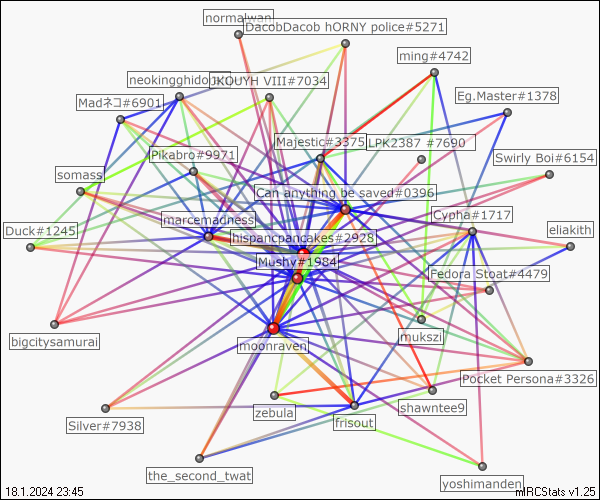 normalwan
DacobDacob hORNY police#5271
ming#4742
JKOUYH VIII#7034
Eg.Master#1378
Madネコ#6901
Majestic#3375
LPK2387 #7690
Pikabro#9971
Swirly Boi#6154
somass
Can anything be saved#0396
marcemadness
Cypha#1717
Duck#1245
hispanicpancakes#2928
eliakith
Mushy#1984
Fedora Stoat#4479
bigcitysamurai
mukszi
moonraven
Pocket Persona#3326
zebula
shawntee9
Silver#7938
frisout
the_second_twat
yoshimanden
18.1.2024 23:45
mIRCStats v1.25